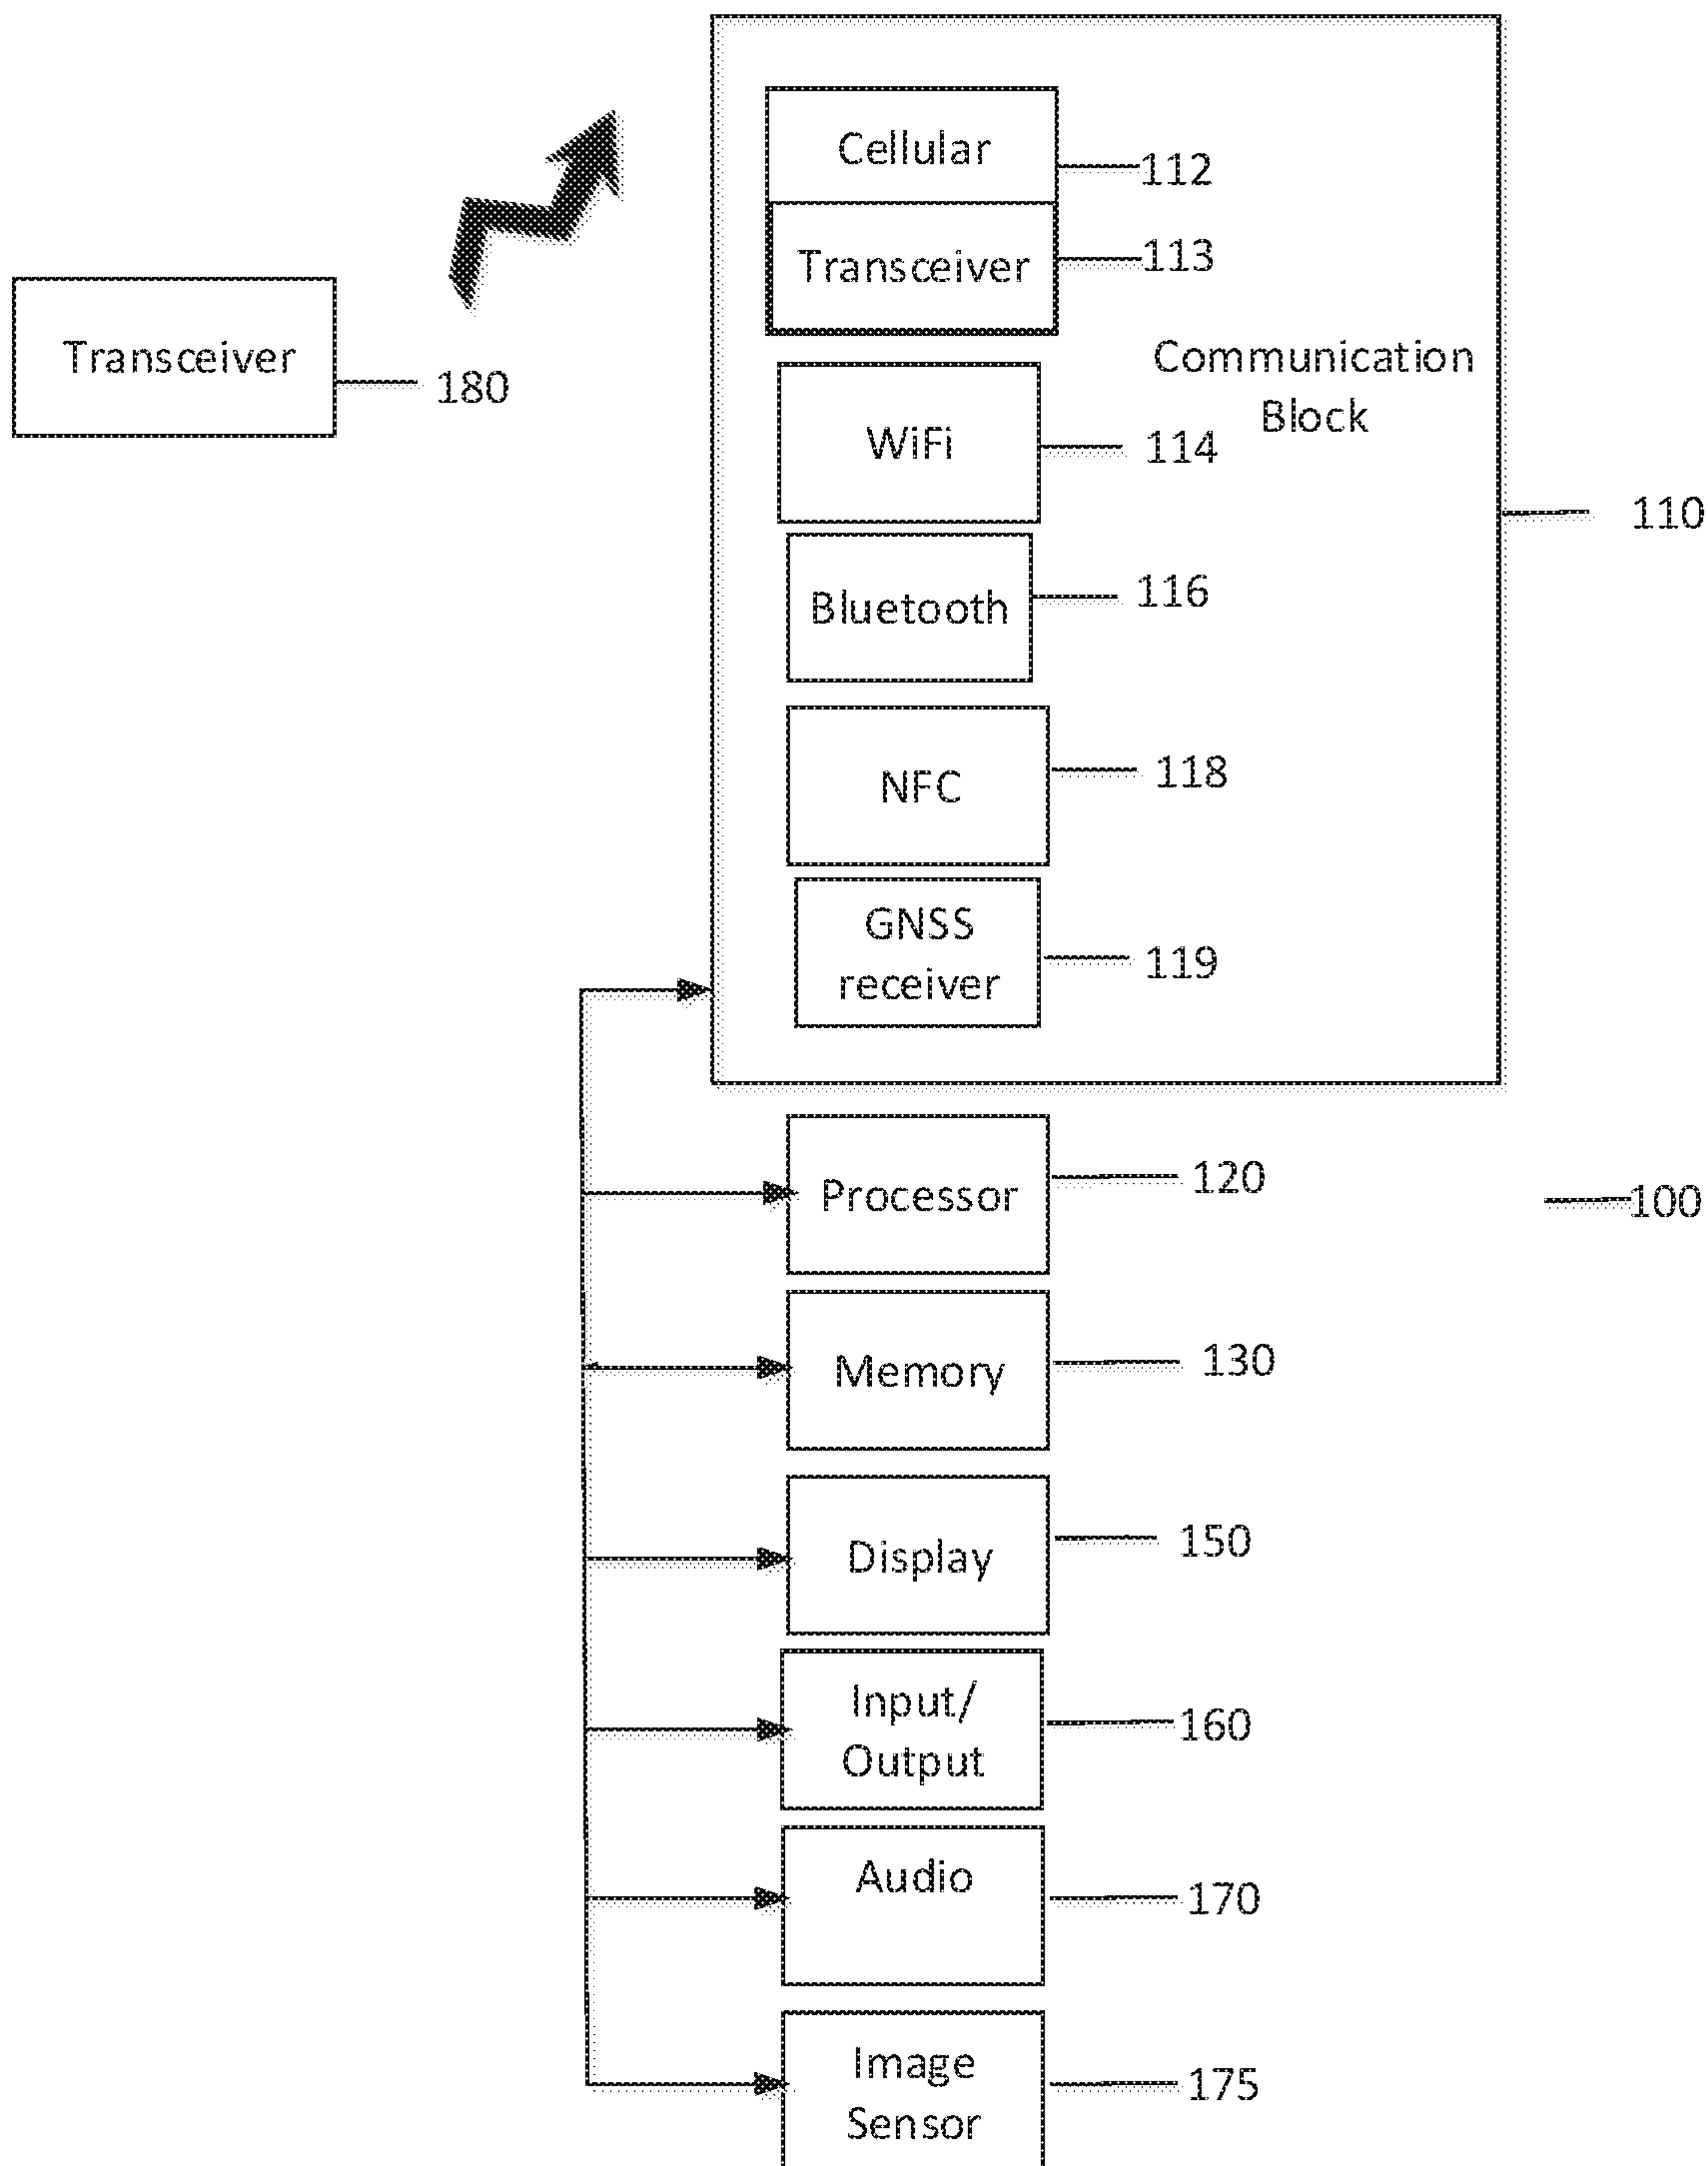 Cellular
112
Transceiver
113
Transceiver
180
Communication
Block
WiFi
114
110
Bluetooth
116
NFC
118
GNSS
receiver
119
Processor
120
100
Memory
130
Display
150
Input/
Output
160
Audio
170
Image
Sensor
175